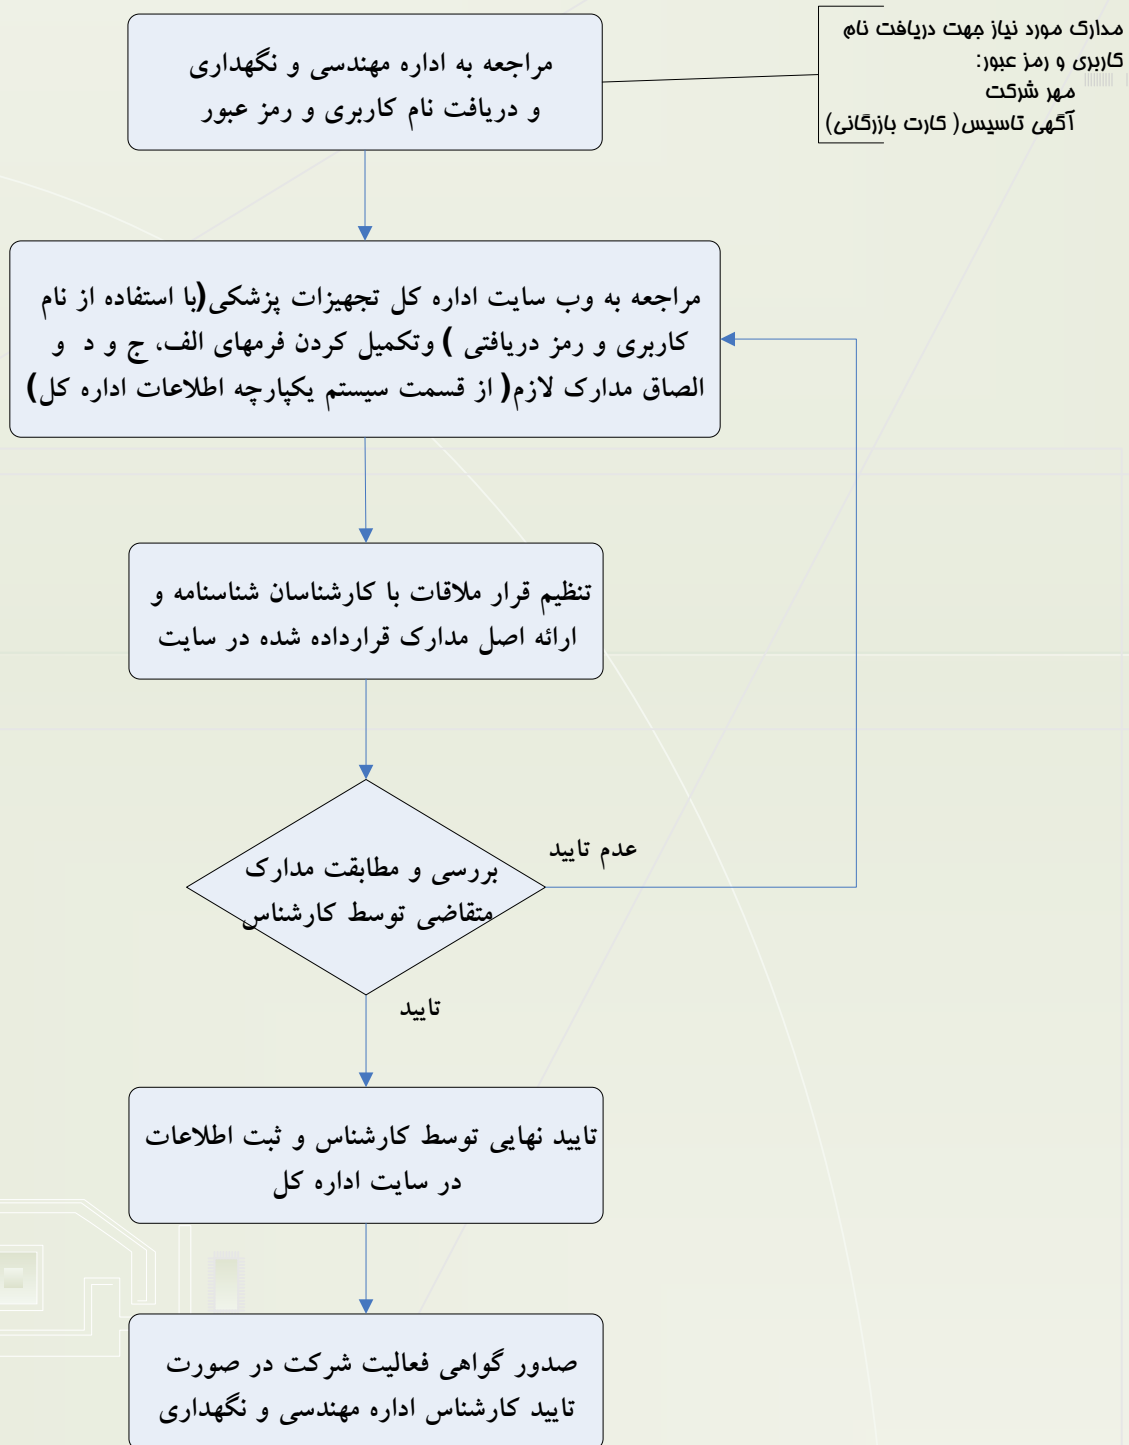 مراجعه به اداره مهندسی و نگهداری
و دریافت نام کاربری و رمز عبور
مدارک مورد نیاز جهت دریافت نام
کاربری و رمز عبور:
مهر شرکت
آگهی تاسیس( کارت بازرگانی)
مراجعه به وب سایت اداره کل تجهیزات پزشکی(با استفاده از نام
کاربری و رمز دریافتی ) وتکمیل کردن فرمهای الف، ج و د و
الصاق مدارک لازم( از قسمت سیستم یکپارچه اطلاعات اداره کل)
تنظیم قرار ملاقات با کارشناسان شناسنامه و
ارائه اصل مدارک قرارداده شده در سایت
بررسی و مطابقت مدارک
متقاضی توسط کارشناس
عدم تایید
تایید
تایید نهایی توسط کارشناس و ثبت اطلاعات
در سایت اداره کل
صدور گواهی فعالیت شرکت در صورت
تایید کارشناس اداره مهندسی و نگهداری